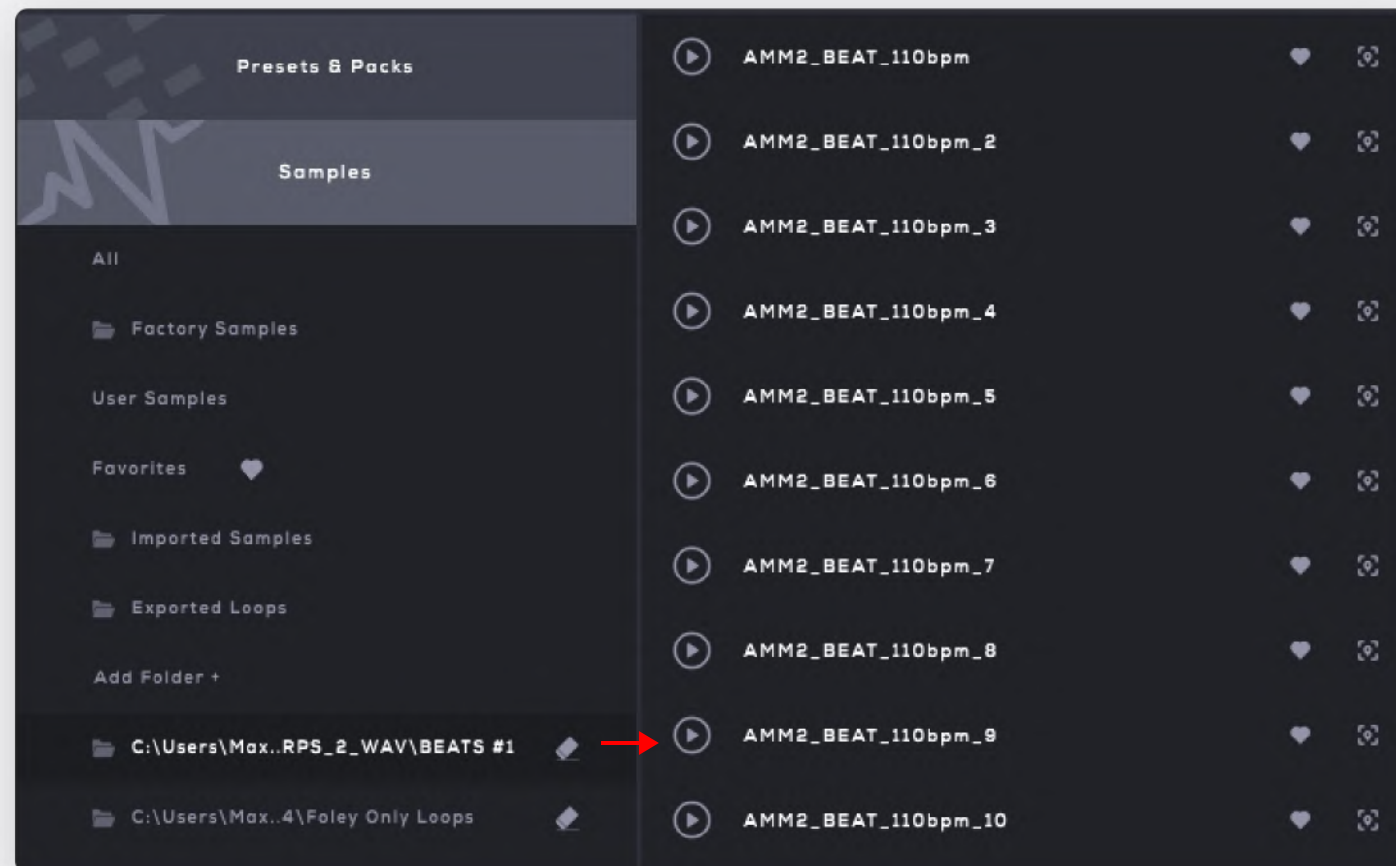 Presets & Packs
Samples
All
Factory Samples
User Samples
Favorites
Imported Samples
Exported Loops
Add Folder +
C:\Users\Max..RPS_2_WAV\BEATS #1
C:\Users\Max..4\Foley Only Loops
AMM2_BEAT_110bpm
AMM2_BEAT_110bpm_2
AMM2_BEAT_110bpm_3
AMM2_BEAT_110bpm_4
AMM2_BEAT_110bpm_5
AMM2_BEAT_110bpm_6
AMM2_BEAT_110bpm_7
AMM2_BEAT_110bpm_8
AMM2_BEAT_110bpm_9
AMM2_BEAT_110bpm_10